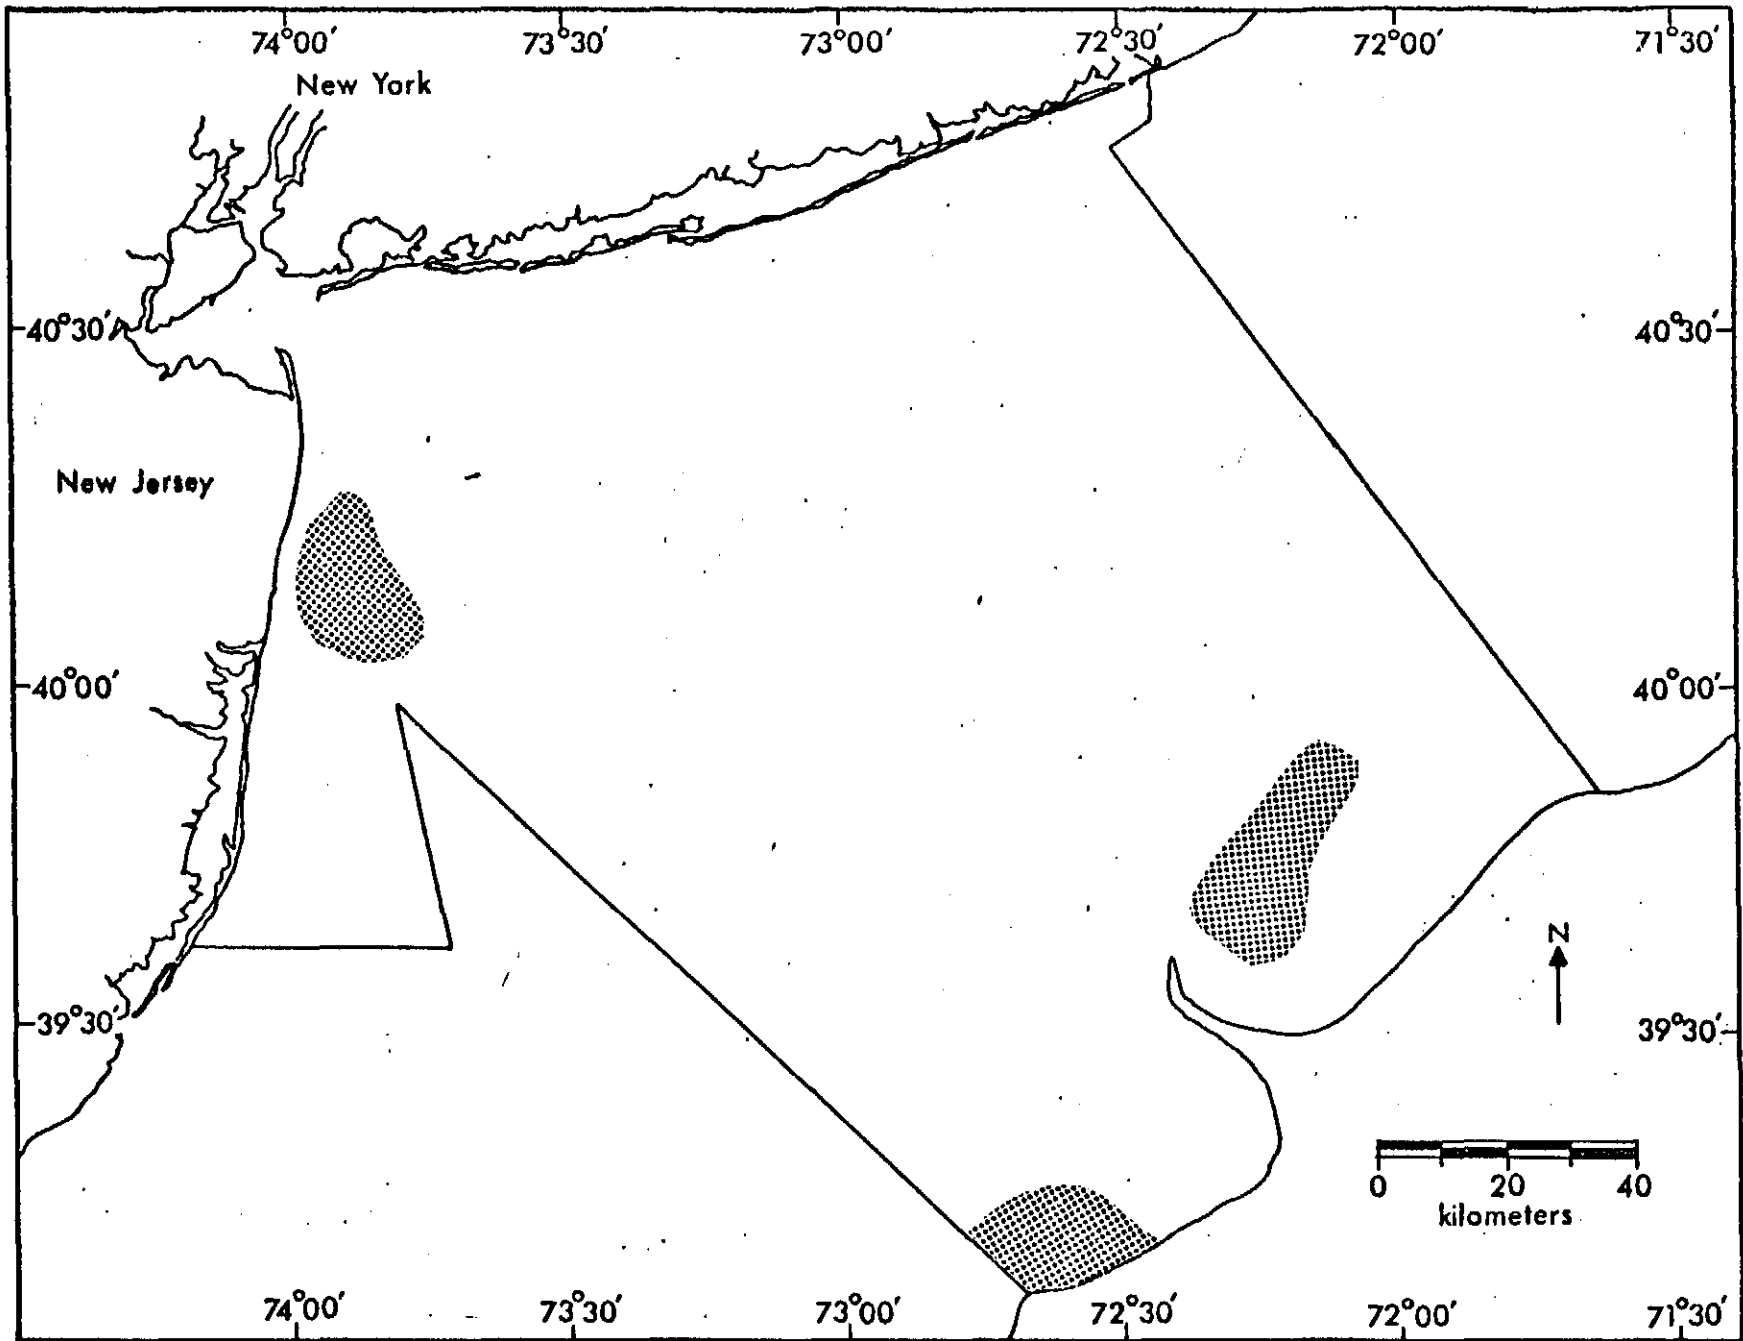 74°00′ 73°30′ 73°00′ 72°30′ 72°00′ 71°30′
New York
40°30′ 40°30′
New Jersey
40°00′ 40°00′
N
39°30′ 39°30′
0 20 40
kilometers
74°00′ 73°30′ 73°00′ 72°30′ 72°00′ 71°30′